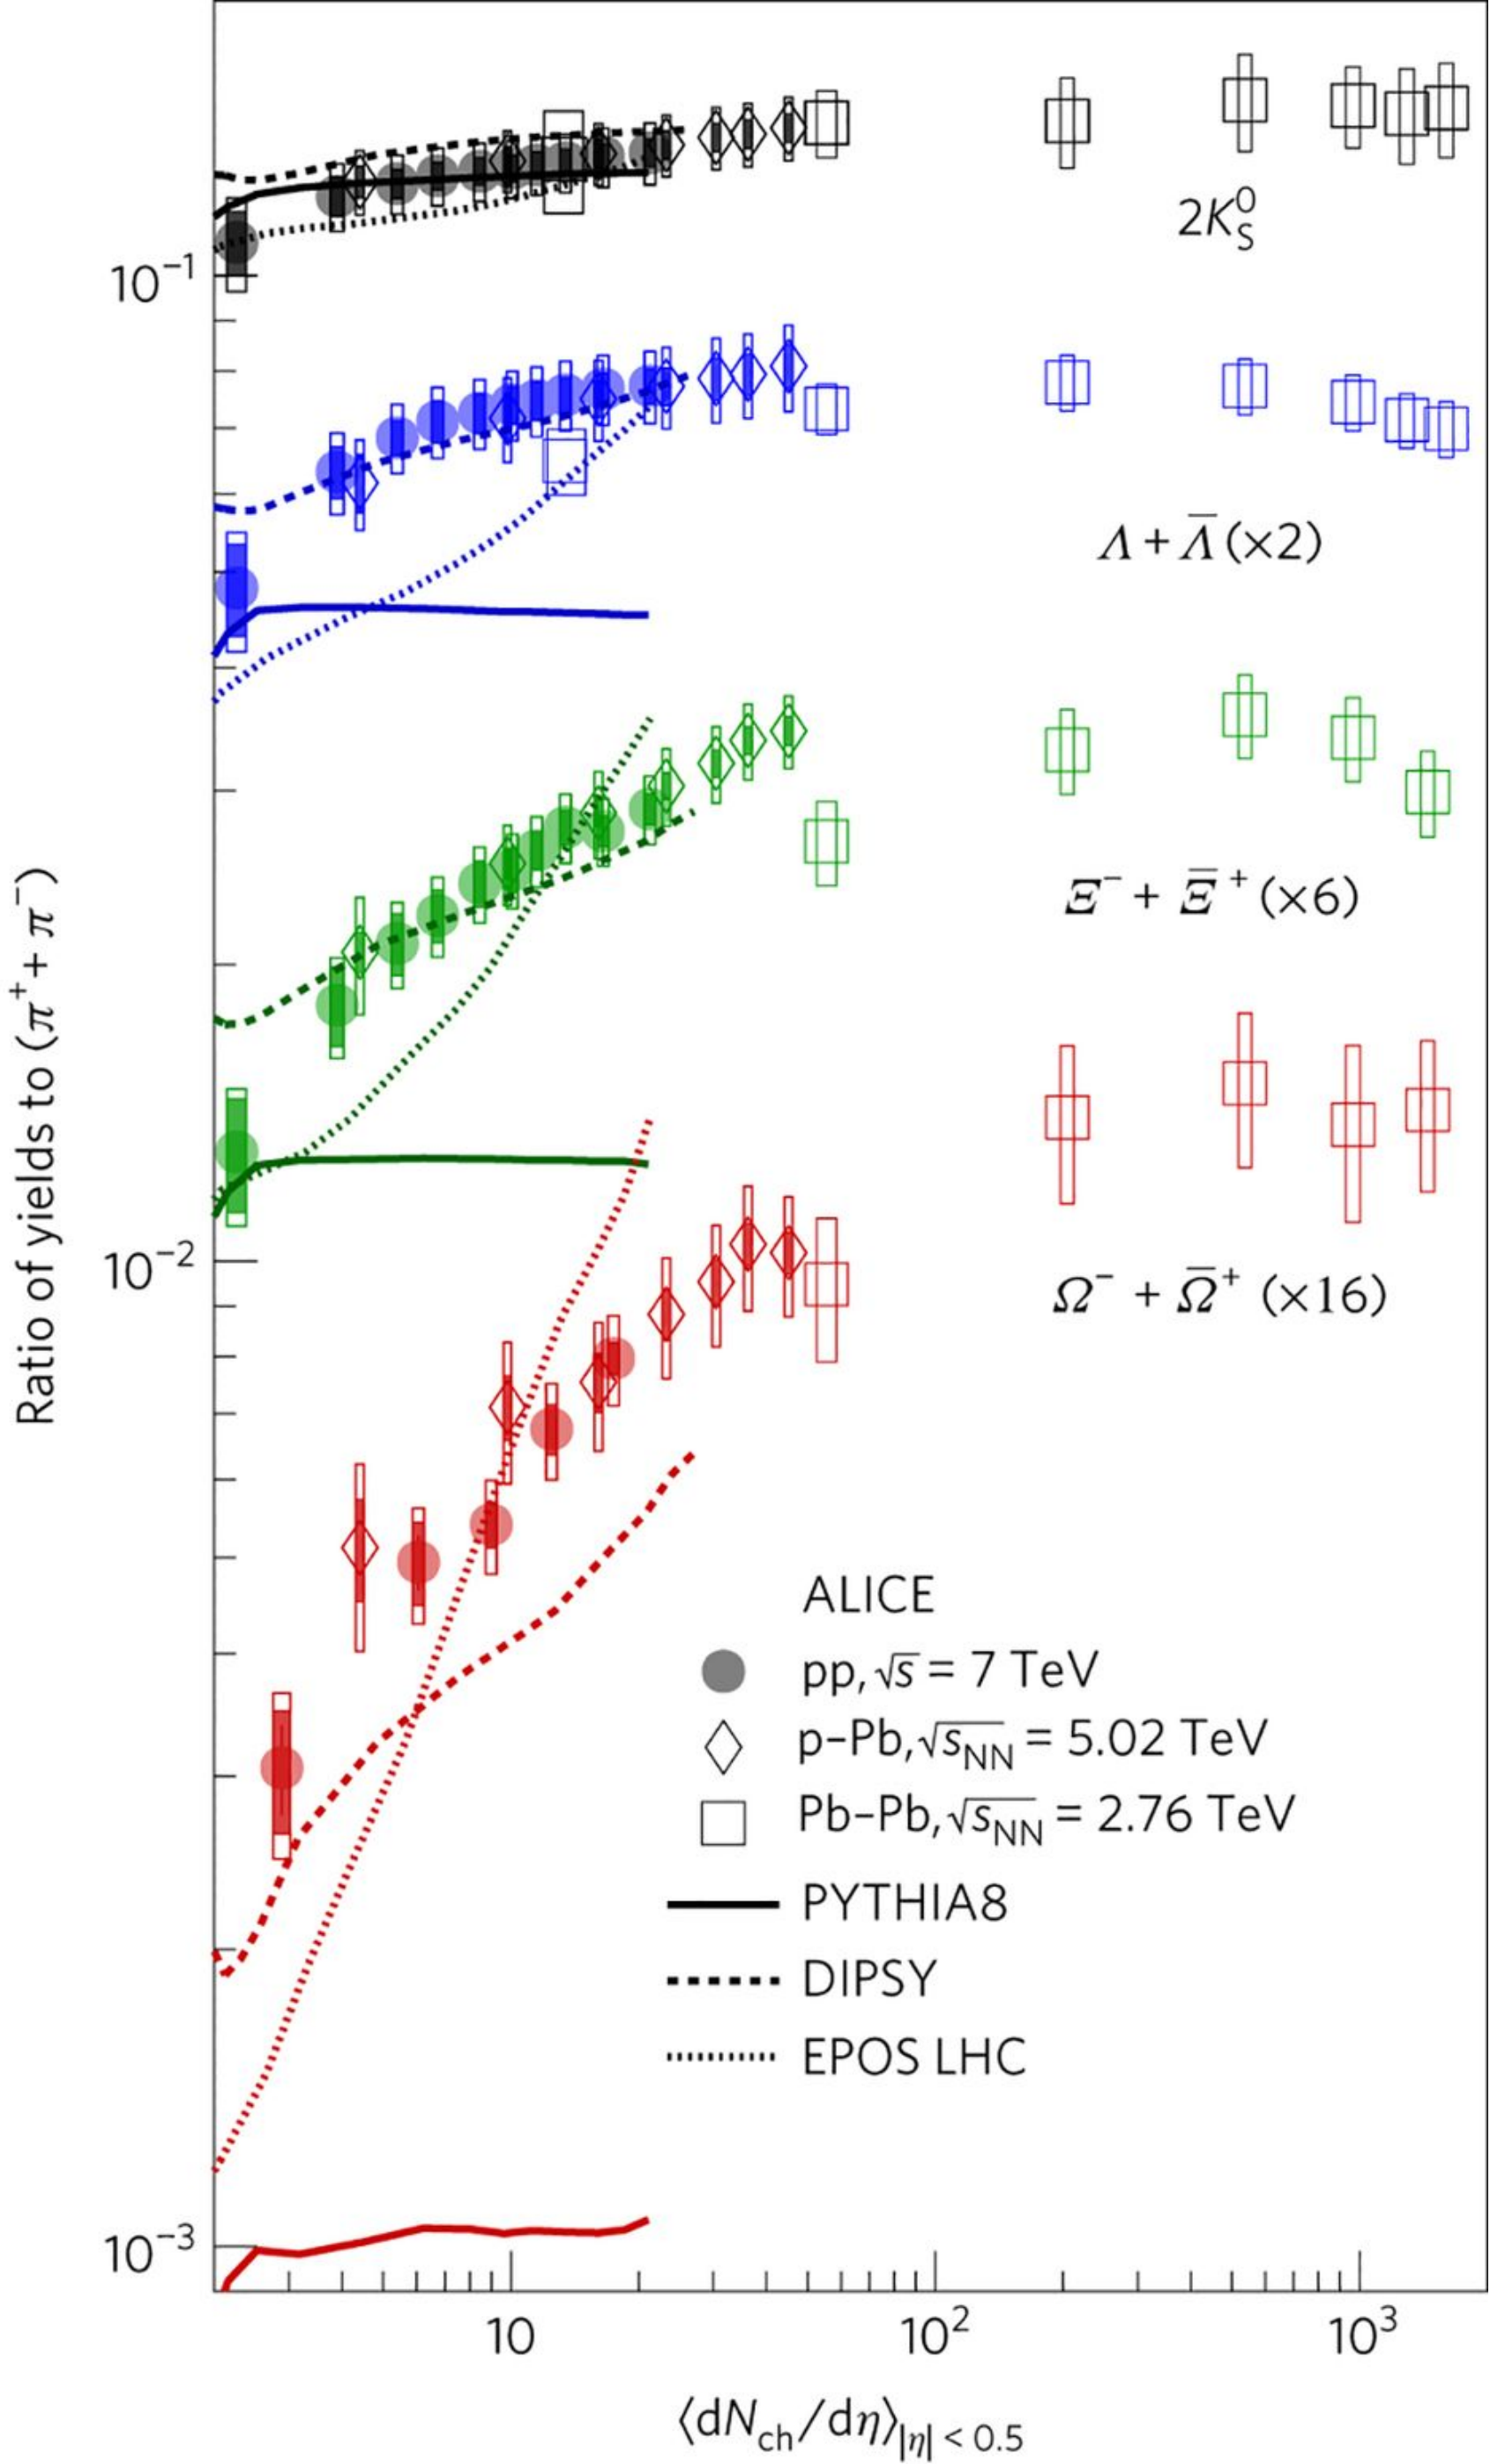 Ratio of yields to (π⁺ + π⁻)
10⁻¹
10⁻²
10⁻³
2K⁰_S
Λ + Λ̅ (×2)
Ξ⁻ + Ξ̅⁺ (×6)
Ω⁻ + Ω̅⁺ (×16)
ALICE
pp, √s = 7 TeV
p–Pb, √s_NN = 5.02 TeV
Pb–Pb, √s_NN = 2.76 TeV
PYTHIA8
DIPSY
EPOS LHC
10 10² 10³
⟨dN_ch/dη⟩_|η| < 0.5